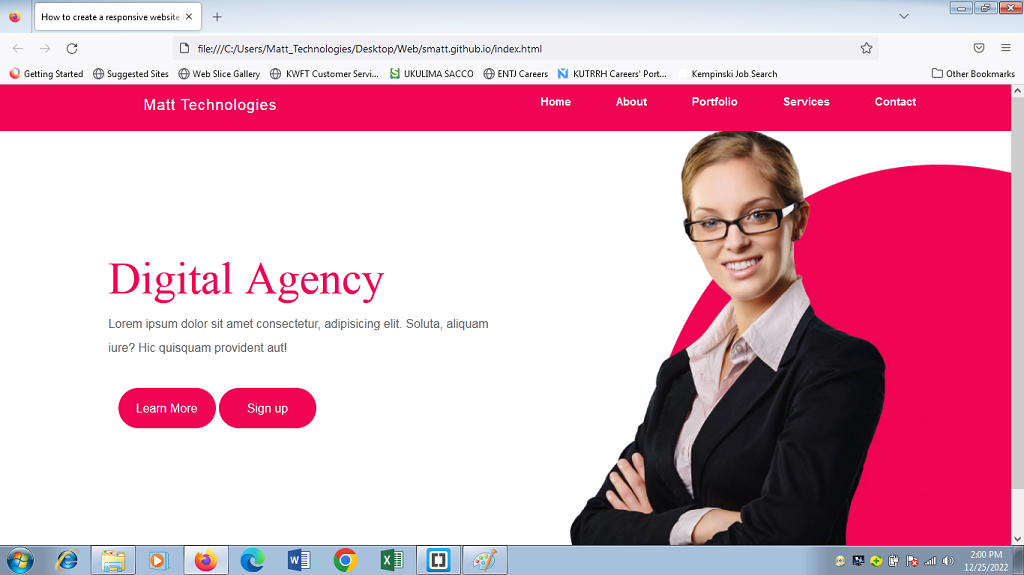 How to create a responsive website
file:///C:/Users/Matt_Technologies/Desktop/Web/smatt.github.io/index.html
Getting Started Suggested Sites Web Slice Gallery KWFT Customer Servi... UKULIMA SACCO ENTJ Careers KUTRRH Careers' Port... Kempinski Job Search Other Bookmarks
Matt Technologies Home About Portfolio Services Contact
Digital Agency
Lorem ipsum dolor sit amet consectetur, adipisicing elit. Soluta, aliquam
iure? Hic quisquam provident aut!
Learn More Sign up
2:00 PM
12/25/2022